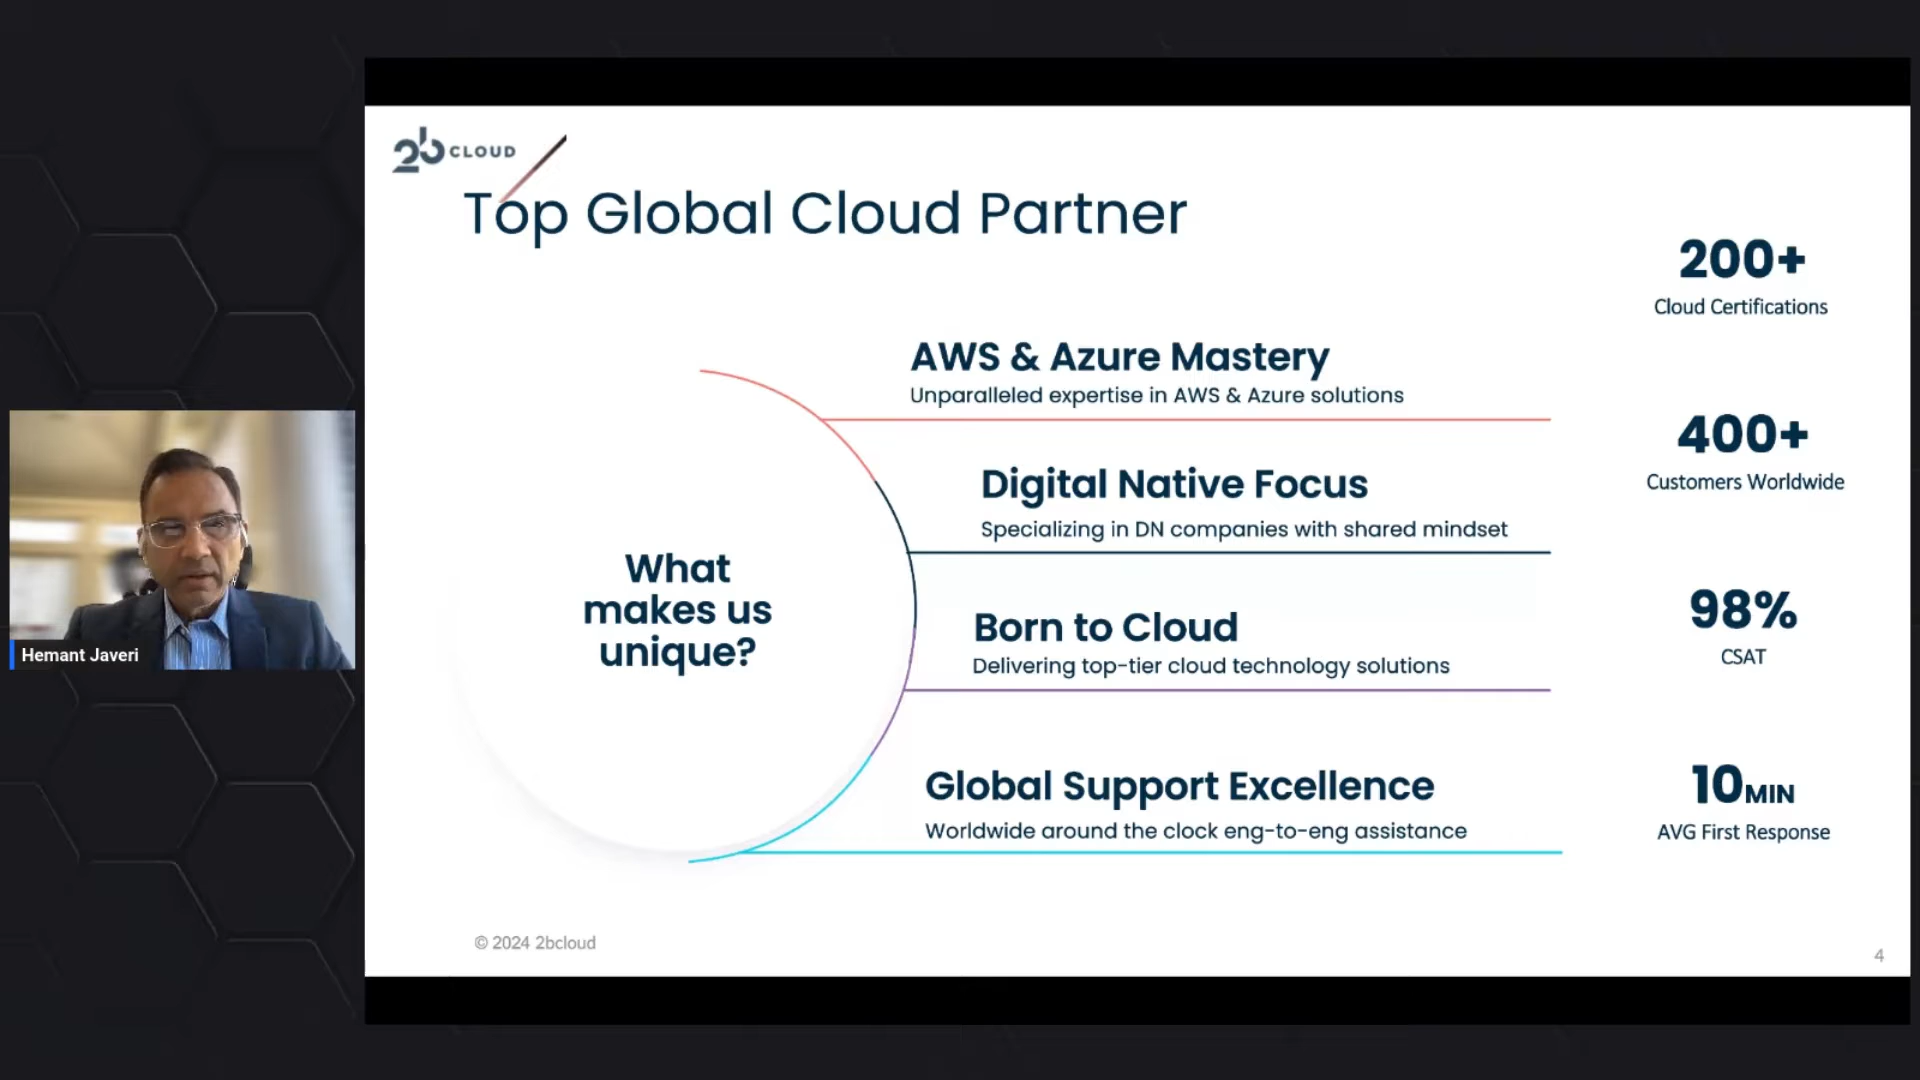 2b CLOUD
Top Global Cloud Partner
What
makes us
unique?
AWS & Azure Mastery
Unparalleled expertise in AWS & Azure solutions
Digital Native Focus
Specializing in DN companies with shared mindset
Born to Cloud
Delivering top-tier cloud technology solutions
Global Support Excellence
Worldwide around the clock eng-to-eng assistance
200+
Cloud Certifications
400+
Customers Worldwide
98%
CSAT
10MIN
AVG First Response
Hemant Javeri
© 2024 2bcloud
4